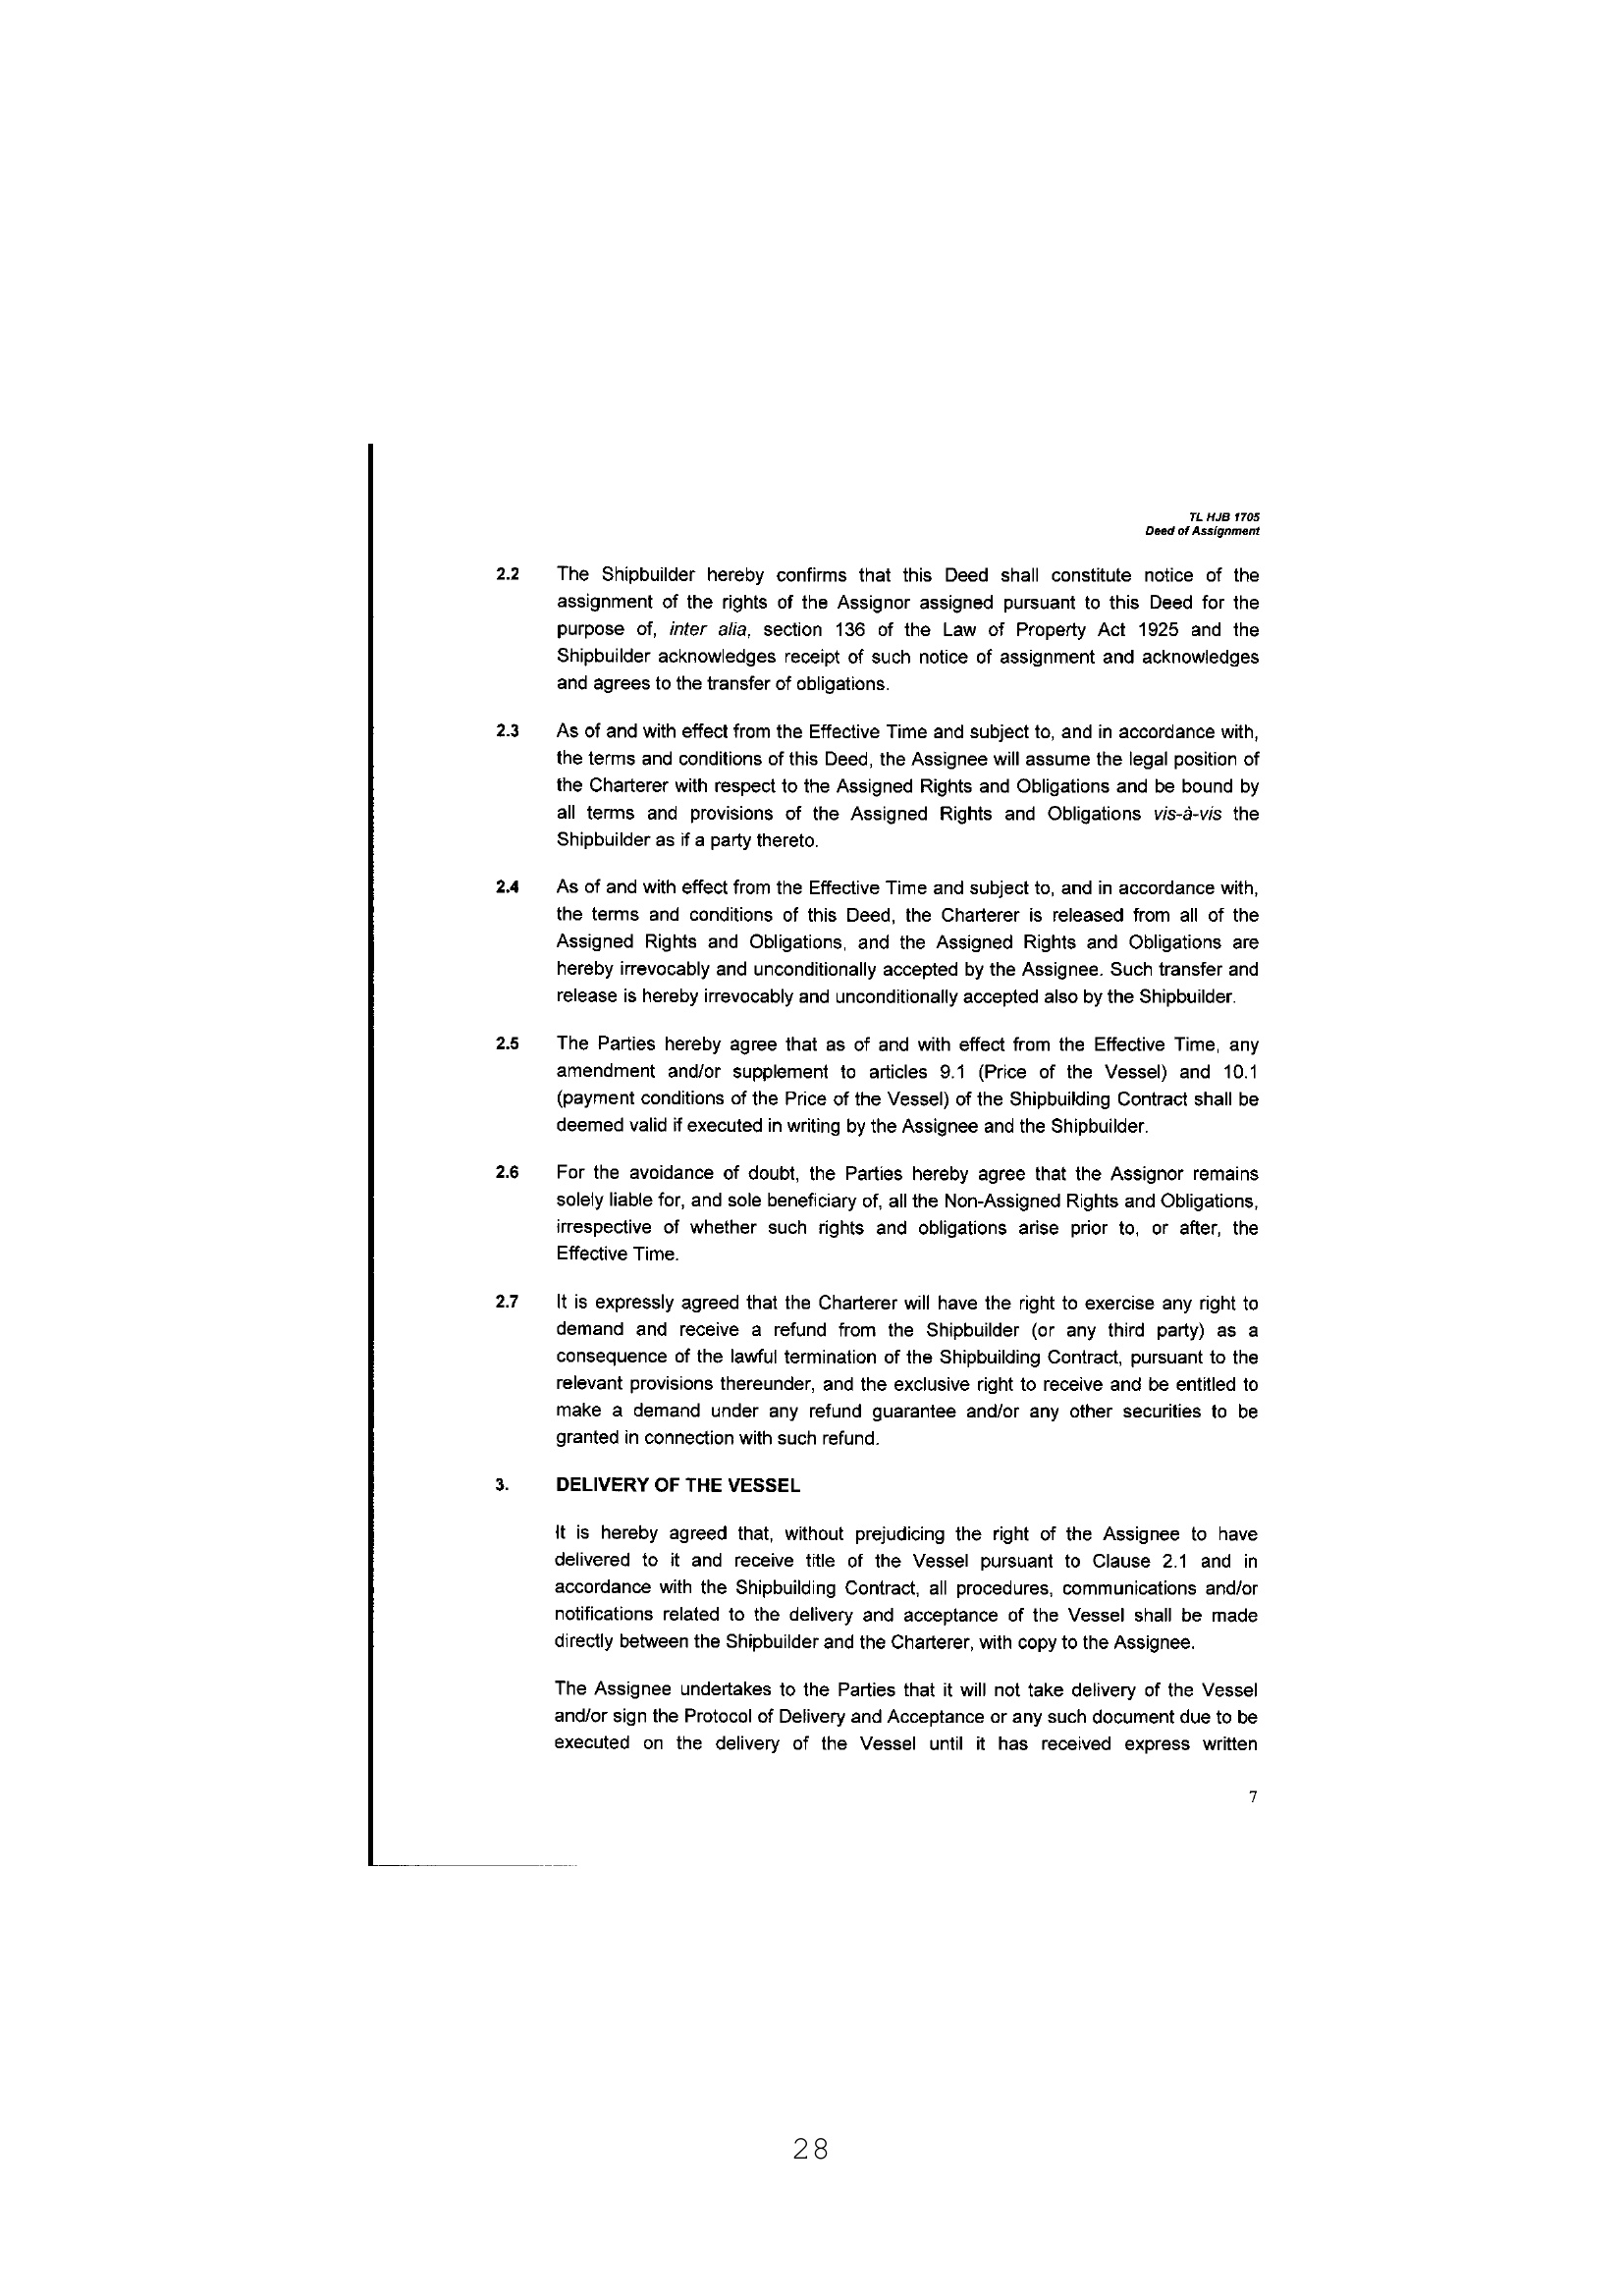 TL HJB 1705
Deed of Assignment
2.2 The Shipbuilder hereby confirms that this Deed shall constitute notice of the
assignment of the rights of the Assignor assigned pursuant to this Deed for the
purpose of, inter alia, section 136 of the Law of Property Act 1925 and the
Shipbuilder acknowledges receipt of such notice of assignment and acknowledges
and agrees to the transfer of obligations.
2.3 As of and with effect from the Effective Time and subject to, and in accordance with,
the terms and conditions of this Deed, the Assignee will assume the legal position of
the Charterer with respect to the Assigned Rights and Obligations and be bound by
all terms and provisions of the Assigned Rights and Obligations vis-à-vis the
Shipbuilder as if a party thereto.
2.4 As of and with effect from the Effective Time and subject to, and in accordance with,
the terms and conditions of this Deed, the Charterer is released from all of the
Assigned Rights and Obligations, and the Assigned Rights and Obligations are
hereby irrevocably and unconditionally accepted by the Assignee. Such transfer and
release is hereby irrevocably and unconditionally accepted also by the Shipbuilder.
2.5 The Parties hereby agree that as of and with effect from the Effective Time, any
amendment and/or supplement to articles 9.1 (Price of the Vessel) and 10.1
(payment conditions of the Price of the Vessel) of the Shipbuilding Contract shall be
deemed valid if executed in writing by the Assignee and the Shipbuilder.
2.6 For the avoidance of doubt, the Parties hereby agree that the Assignor remains
solely liable for, and sole beneficiary of, all the Non-Assigned Rights and Obligations,
irrespective of whether such rights and obligations arise prior to, or after, the
Effective Time.
2.7 It is expressly agreed that the Charterer will have the right to exercise any right to
demand and receive a refund from the Shipbuilder (or any third party) as a
consequence of the lawful termination of the Shipbuilding Contract, pursuant to the
relevant provisions thereunder, and the exclusive right to receive and be entitled to
make a demand under any refund guarantee and/or any other securities to be
granted in connection with such refund.
3. DELIVERY OF THE VESSEL
It is hereby agreed that, without prejudicing the right of the Assignee to have
delivered to it and receive title of the Vessel pursuant to Clause 2.1 and in
accordance with the Shipbuilding Contract, all procedures, communications and/or
notifications related to the delivery and acceptance of the Vessel shall be made
directly between the Shipbuilder and the Charterer, with copy to the Assignee.
The Assignee undertakes to the Parties that it will not take delivery of the Vessel
and/or sign the Protocol of Delivery and Acceptance or any such document due to be
executed on the delivery of the Vessel until it has received express written
7
28